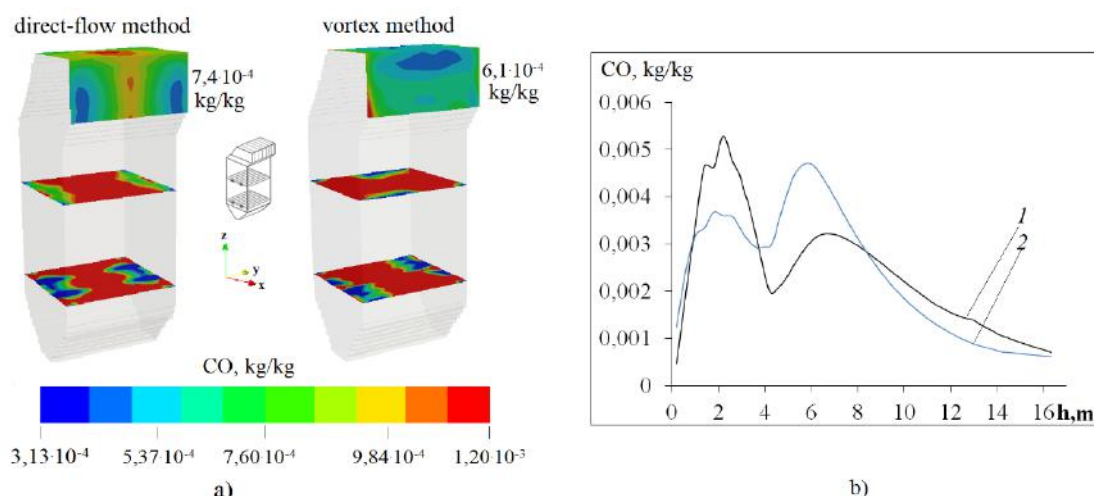 direct-flow method
vortex method
7,4·10⁻⁴
kg/kg
6,1·10⁻⁴
kg/kg
z
y
x
CO, kg/kg
3,13·10⁻⁴ 5,37·10⁻⁴ 7,60·10⁻⁴ 9,84·10⁻⁴ 1,20·10⁻³
a)
CO, kg/kg
0,006
0,005
0,004
0,003
0,002
0,001
0
1
2
0 2 4 6 8 10 12 14 16 h,m
b)